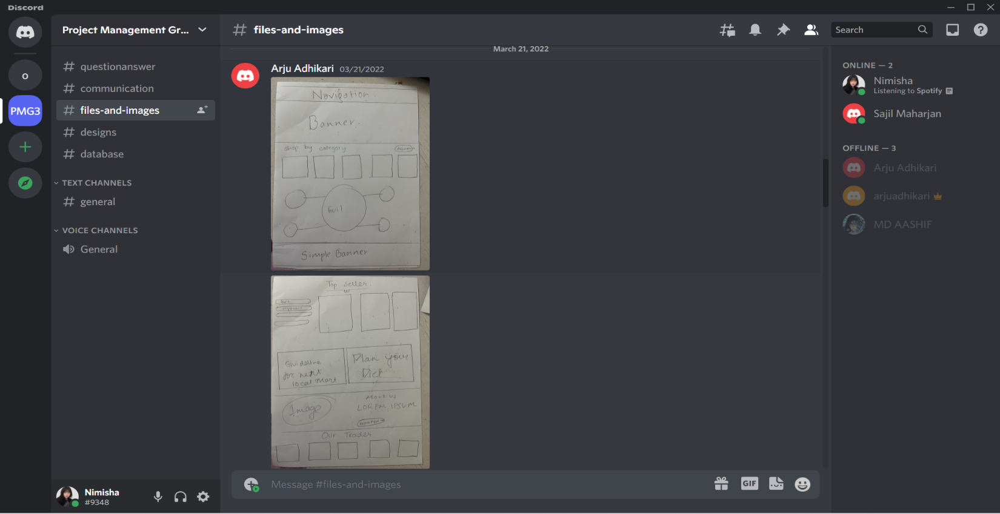 Discord
Project Management Gr...
files-and-images
Search
o
PMG3
questionanswer
communication
files-and-images
designs
database
TEXT CHANNELS
general
VOICE CHANNELS
General
Nimisha
#9348
March 21, 2022
Arju Adhikari 03/21/2022
Navigation
Banner.
shop by category
fruit
Simple Banner
Top seller.
Guideline
for next
local Mart
Plan your
Diet
Image
ABOUT US
LOREM IPSUM
Our Trader
Message #files-and-images
GIF
ONLINE — 2
Nimisha
Listening to Spotify
Sajil Maharjan
OFFLINE — 3
Arju Adhikari
arjuadhikari
MD AASHIF